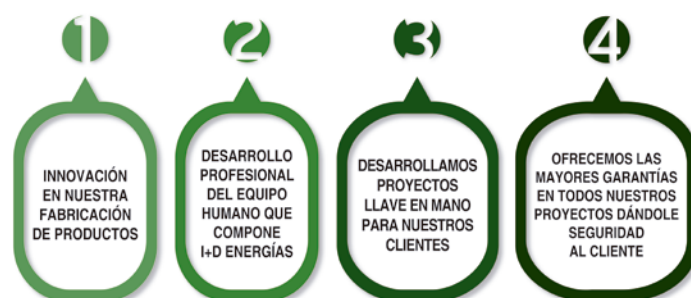 1
INNOVACIÓN
EN NUESTRA
FABRICACIÓN
DE PRODUCTOS
2
DESARROLLO
PROFESIONAL
DEL EQUIPO
HUMANO QUE
COMPONE
I+D ENERGÍAS
3
DESARROLLAMOS
PROYECTOS
LLAVE EN MANO
PARA NUESTROS
CLIENTES
4
OFRECEMOS LAS
MAYORES GARANTÍAS
EN TODOS NUESTROS
PROYECTOS DÁNDOLE
SEGURIDAD
AL CLIENTE